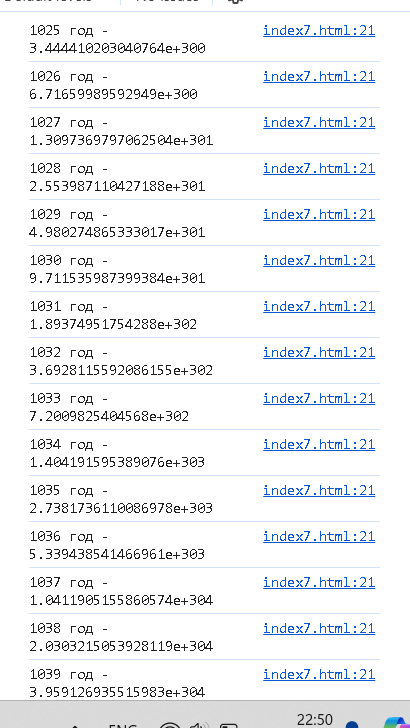 1025 год - index7.html:21
3.444410203040764e+300
1026 год - index7.html:21
6.71659989592949e+300
1027 год - index7.html:21
1.3097369797062504e+301
1028 год - index7.html:21
2.553987110427188e+301
1029 год - index7.html:21
4.980274865333017e+301
1030 год - index7.html:21
9.711535987399384e+301
1031 год - index7.html:21
1.89374951754288e+302
1032 год - index7.html:21
3.6928115592086155e+302
1033 год - index7.html:21
7.2009825404568e+302
1034 год - index7.html:21
1.404191595389076e+303
1035 год - index7.html:21
2.7381736110086978e+303
1036 год - index7.html:21
5.339438541466961e+303
1037 год - index7.html:21
1.0411905155860574e+304
1038 год - index7.html:21
2.0303215053928119e+304
1039 год - index7.html:21
3.959126935515983e+304
22:50